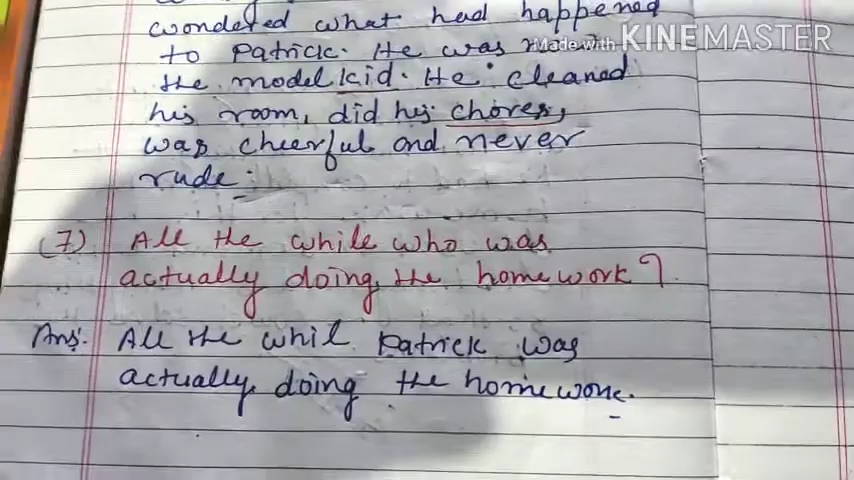 wondered what had happened
to Patrick. He was
Made with KINEMASTER
the model kid. He cleaned
his room, did his chores,
was cheerful and never
rude.
(7) All the while who was
actually doing the homework?
Ans. All the whil Patrick was
actually doing the homework.